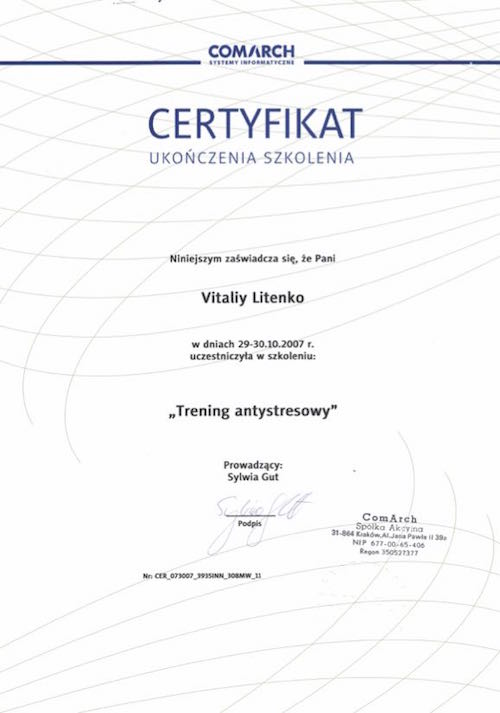 COMARCH
SYSTEMY INFORMATYCZNE
CERTYFIKAT
UKOŃCZENIA SZKOLENIA
Niniejszym zaświadcza się, że Pani
Vitaliy Litenko
w dniach 29-30.10.2007 r.
uczestniczyła w szkoleniu:
„Trening antystresowy”
Prowadzący:
Sylwia Gut
Podpis
ComArch
Spółka Akcyjna
31-864 Kraków, Al. Jana Pawła II 39a
NIP 677-00-65-406
Regon 350527377
Nr: CER_073007_3935INN_308MW_11